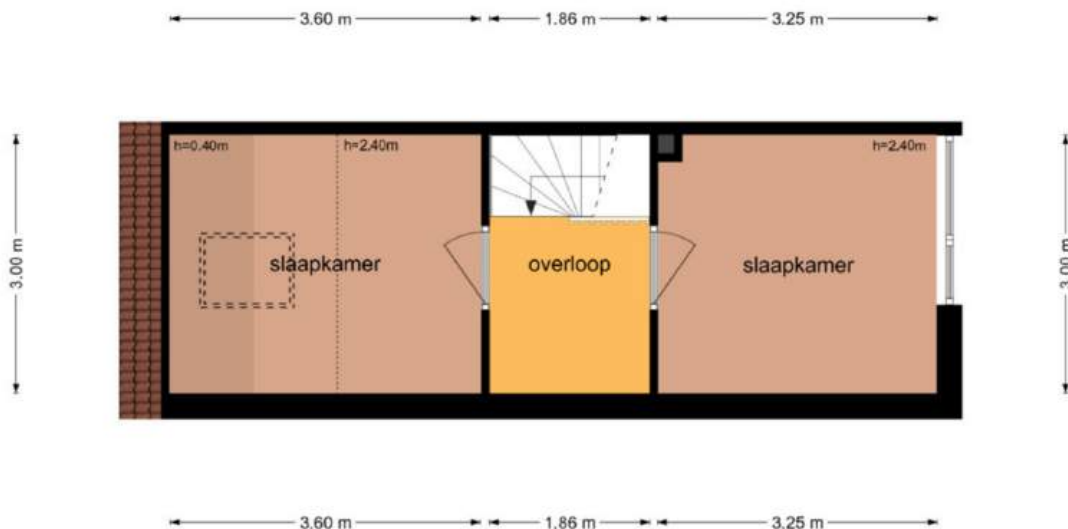 3.60 m
1.86 m
3.25 m
h=0.40m
h=2.40m
h=2.40m
3.00 m
slaapkamer
overloop
slaapkamer
3.00 m
3.60 m
1.86 m
3.25 m